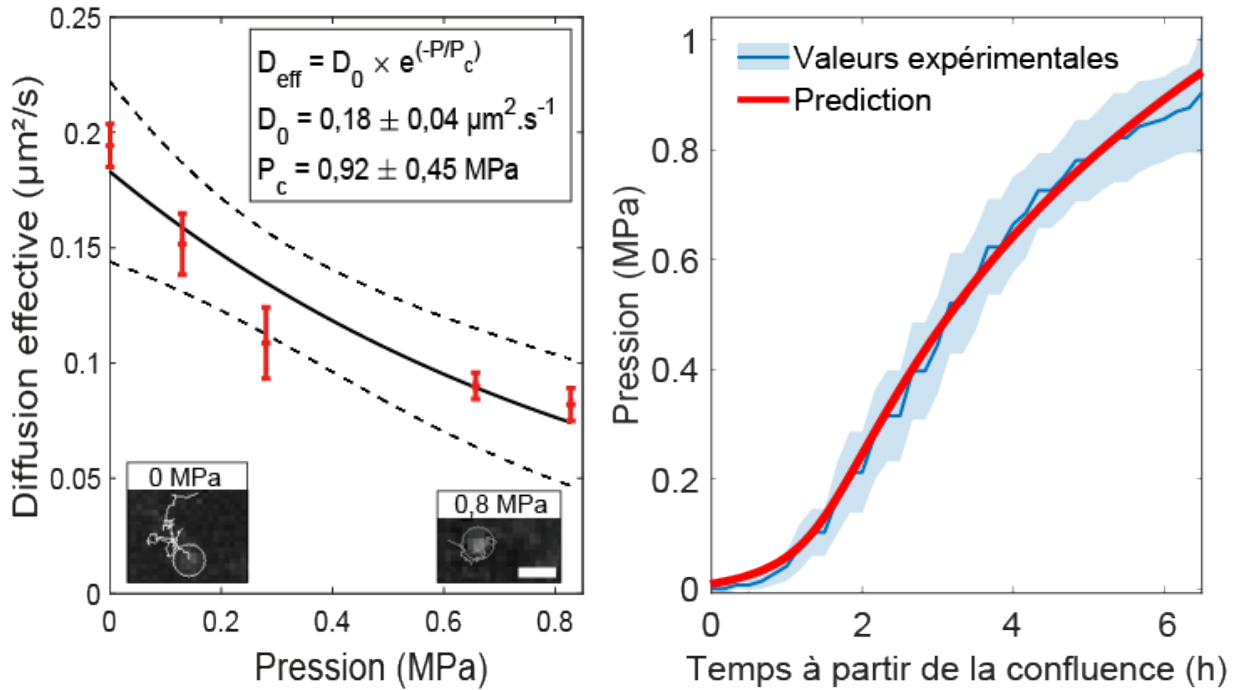 0.25
0.2
0.15
0.1
0.05
0
Diffusion effective (µm²/s)
D_eff = D_0 × e^(-P/P_c)
D_0 = 0,18 ± 0,04 µm².s⁻¹
P_c = 0,92 ± 0,45 MPa
0 MPa
0,8 MPa
0 0.2 0.4 0.6 0.8
Pression (MPa)
1
0.8
0.6
0.4
0.2
0
Pression (MPa)
Valeurs expérimentales
Prediction
0 2 4 6
Temps à partir de la confluence (h)